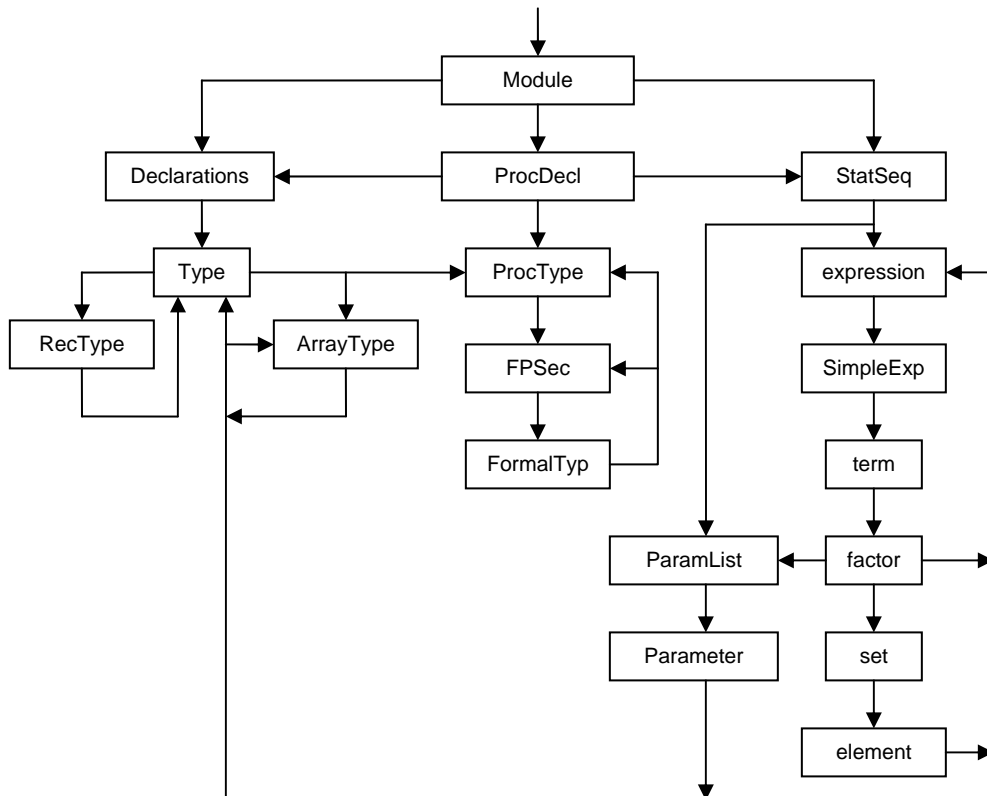 Module
Declarations
ProcDecl
StatSeq
Type
ProcType
expression
RecType
ArrayType
FPSec
SimpleExp
FormalTyp
term
ParamList
factor
Parameter
set
element